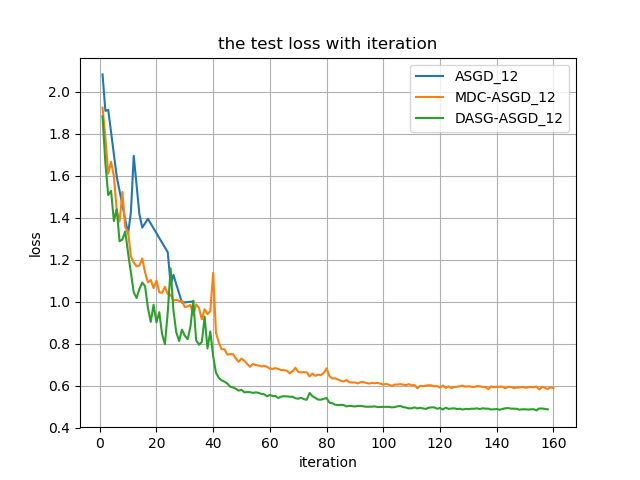 the test loss with iteration
ASGD_12
MDC-ASGD_12
DASG-ASGD_12
loss
2.0
1.8
1.6
1.4
1.2
1.0
0.8
0.6
0.4
0 20 40 60 80 100 120 140 160
iteration